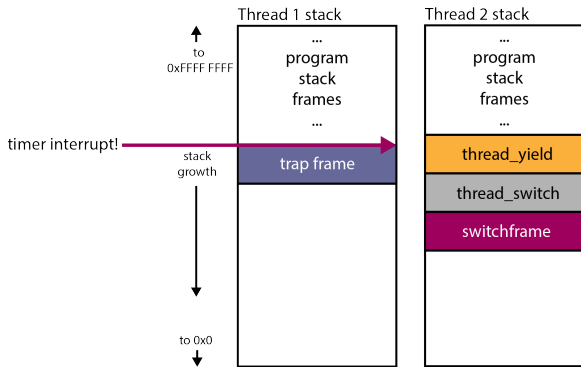 Thread 1 stack
Thread 2 stack
to
0xFFFF FFFF
...
program
stack
frames
...
...
program
stack
frames
...
timer interrupt!
stack
growth
trap frame
thread_yield
thread_switch
switchframe
to 0x0